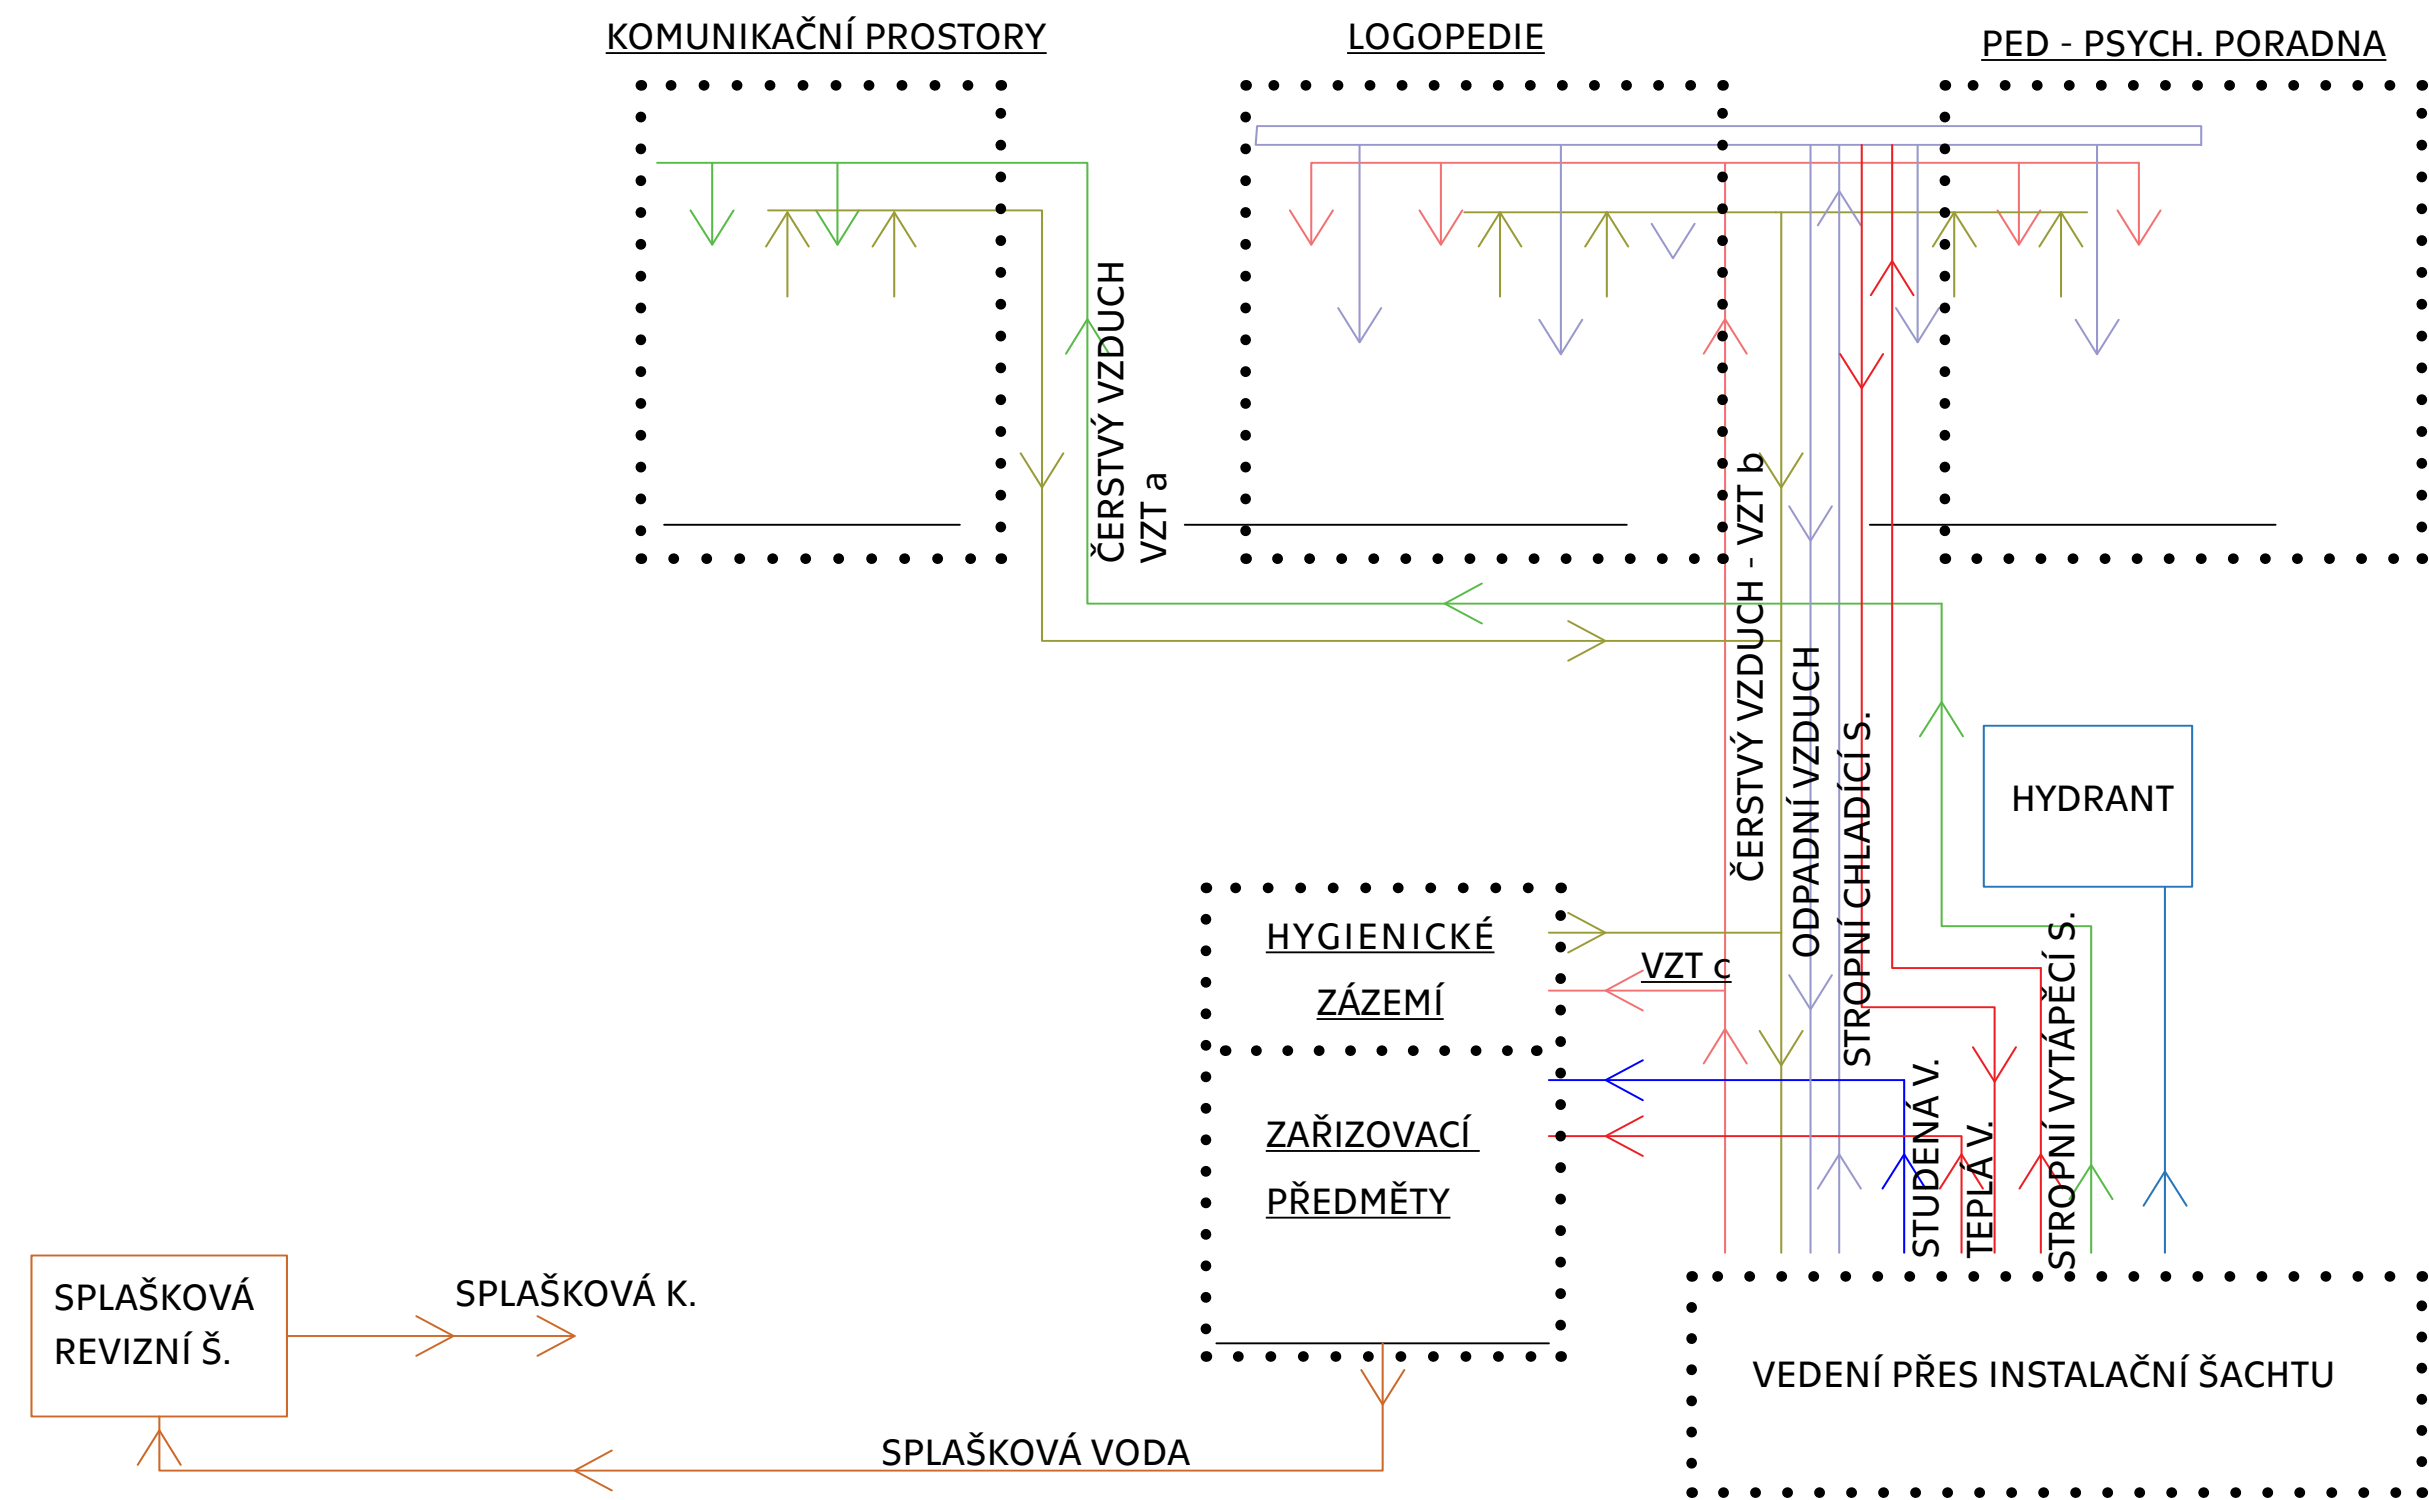 KOMUNIKAČNÍ PROSTORY
LOGOPEDIE
PED - PSYCH. PORADNA
ČERSTVÝ VZDUCH
VZT a
ČERSTVÝ VZDUCH - VZT b
ODPADNÍ VZDUCH
STROPNÍ CHLADÍCÍ S.
HYDRANT
HYGIENICKÉ
ZÁZEMÍ
VZT c
STUDENÁ V.
TEPLÁ V.
STROPNÍ VYTÁPĚCÍ S.
ZAŘIZOVACÍ
PŘEDMĚTY
SPLAŠKOVÁ
REVIZNÍ Š.
SPLAŠKOVÁ K.
VEDENÍ PŘES INSTALAČNÍ ŠACHTU
SPLAŠKOVÁ VODA